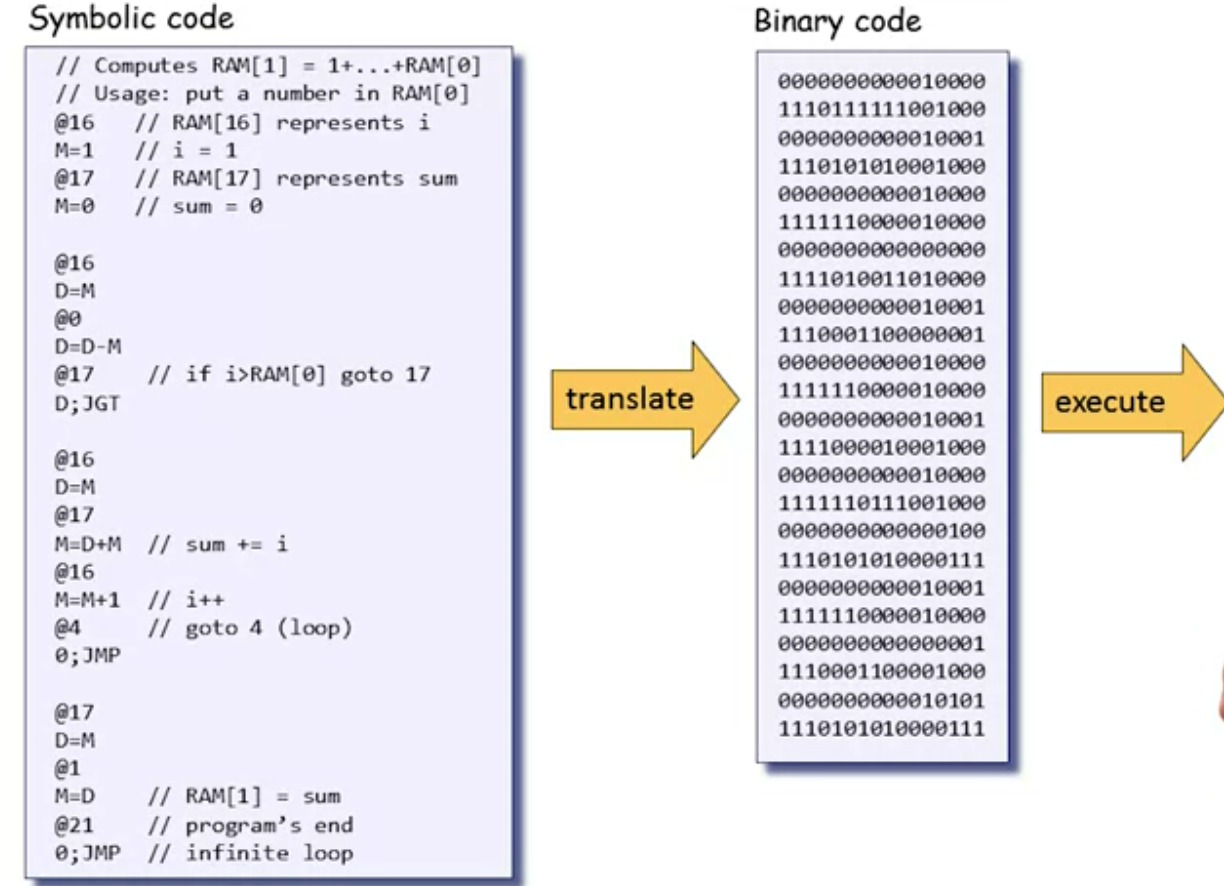 Symbolic code
// Computes RAM[1] = 1+...+RAM[0]
// Usage: put a number in RAM[0]
@16 // RAM[16] represents i
M=1 // i = 1
@17 // RAM[17] represents sum
M=0 // sum = 0
@16
D=M
@0
D=D-M
@17 // if i>RAM[0] goto 17
D;JGT
@16
D=M
@17
M=D+M // sum += i
@16
M=M+1 // i++
@4 // goto 4 (loop)
0;JMP
@17
D=M
@1
M=D // RAM[1] = sum
@21 // program’s end
0;JMP // infinite loop
translate
Binary code
0000000000010000
1110111111001000
0000000000010001
1110101010001000
0000000000010000
1111110000010000
0000000000000000
1111010011010000
0000000000010001
1110001100000001
0000000000010000
1111110000010000
0000000000010001
1111000010001000
0000000000010000
1111110111001000
0000000000000100
1110101010000111
0000000000010001
1111110000010000
0000000000000001
1110001100001000
0000000000010101
1110101010000111
execute